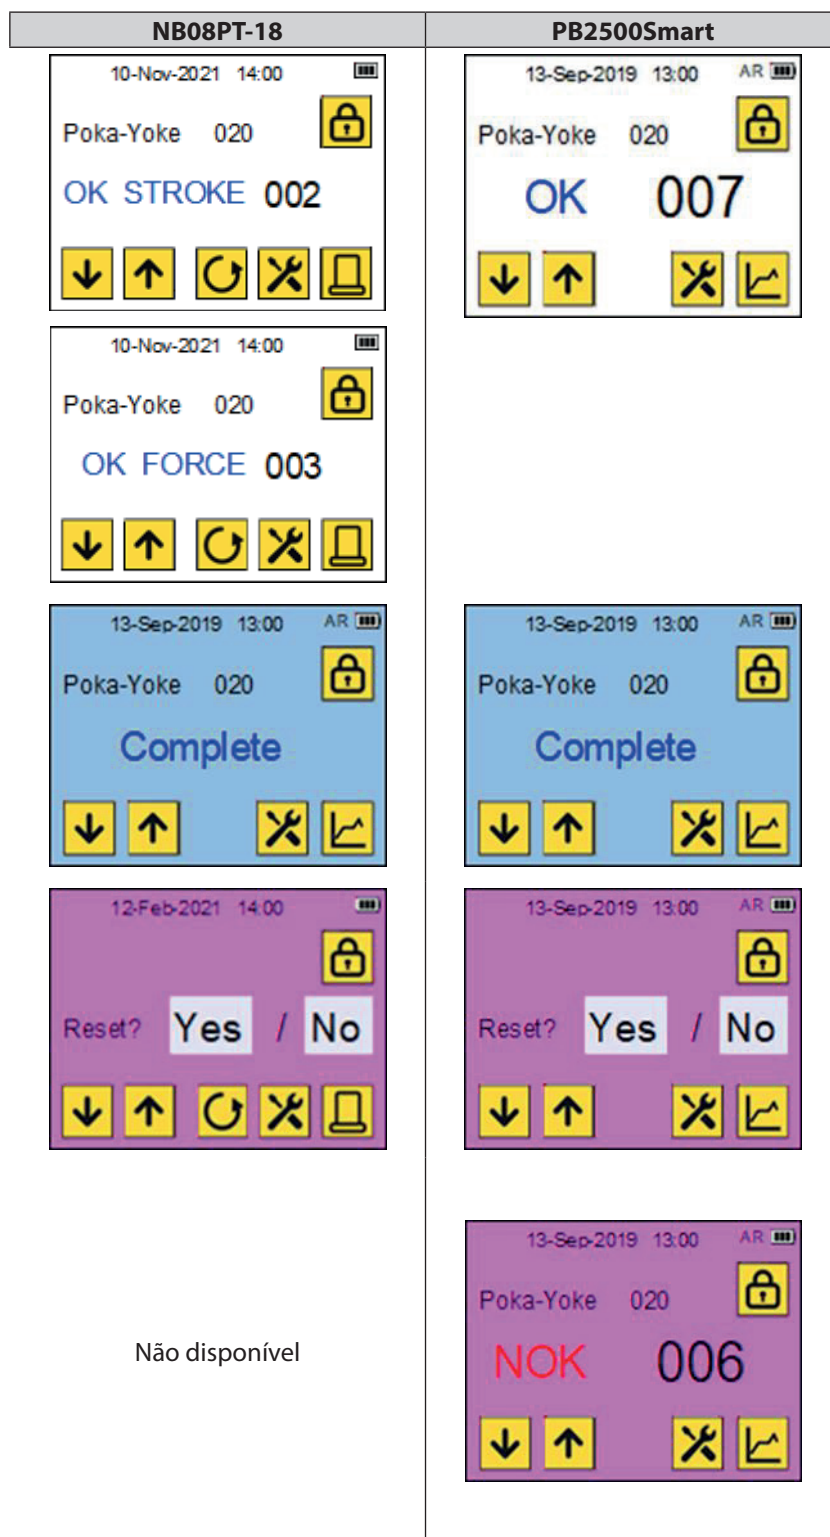 NB08PT-18 PB2500Smart
10-Nov-2021 14:00
Poka-Yoke 020
OK STROKE 002
13-Sep-2019 13:00 AR
Poka-Yoke 020
OK 007
10-Nov-2021 14:00
Poka-Yoke 020
OK FORCE 003
13-Sep-2019 13:00 AR
Poka-Yoke 020
Complete
13-Sep-2019 13:00 AR
Poka-Yoke 020
Complete
12-Feb-2021 14:00
Reset? Yes / No
13-Sep-2019 13:00 AR
Reset? Yes / No
Não disponível
13-Sep-2019 13:00 AR
Poka-Yoke 020
NOK 006